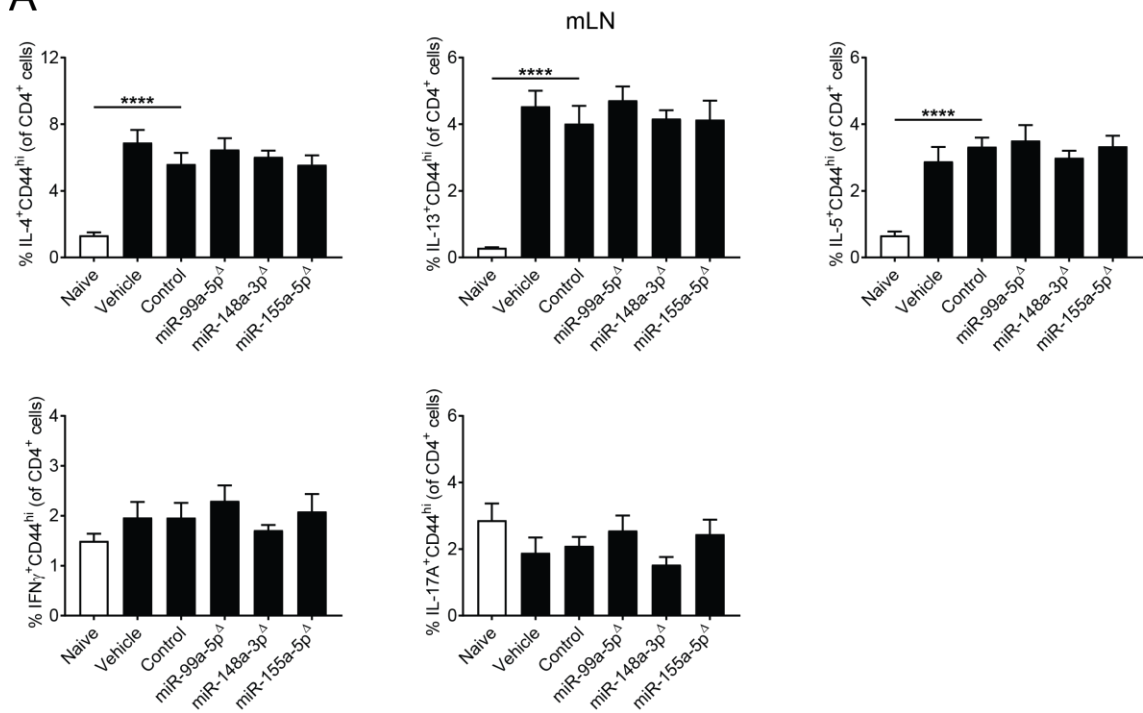 A
mLN
% IL-4⁺CD44ʰⁱ (of CD4⁺ cells)
12
8
4
0
****
Naive
Vehicle
Control
miR-99a-5pᐞ
miR-148a-3pᐞ
miR-155a-5pᐞ
% IL-13⁺CD44ʰⁱ (of CD4⁺ cells)
6
4
2
0
****
Naive
Vehicle
Control
miR-99a-5pᐞ
miR-148a-3pᐞ
miR-155a-5pᐞ
% IL-5⁺CD44ʰⁱ (of CD4⁺ cells)
6
4
2
0
****
Naive
Vehicle
Control
miR-99a-5pᐞ
miR-148a-3pᐞ
miR-155a-5pᐞ
% IFNγ⁺CD44ʰⁱ (of CD4⁺ cells)
4
3
2
1
0
Naive
Vehicle
Control
miR-99a-5pᐞ
miR-148a-3pᐞ
miR-155a-5pᐞ
% IL-17A⁺CD44ʰⁱ (of CD4⁺ cells)
6
4
2
0
Naive
Vehicle
Control
miR-99a-5pᐞ
miR-148a-3pᐞ
miR-155a-5pᐞ